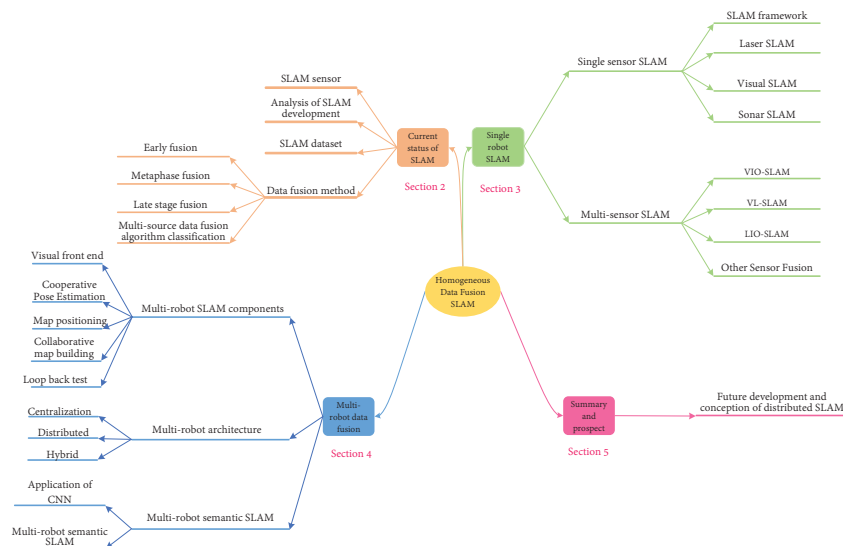 SLAM framework
Laser SLAM
Single sensor SLAM
Visual SLAM
Sonar SLAM
SLAM sensor
Analysis of SLAM
development
SLAM dataset
Data fusion method
Early fusion
Metaphase fusion
Late stage fusion
Multi-source data fusion
algorithm classification
Current
status of
SLAM
Section 2
Single
robot
SLAM
Section 3
Multi-sensor SLAM
VIO-SLAM
VL-SLAM
LIO-SLAM
Other Sensor Fusion
Homogeneous
Data Fusion
SLAM
Visual front end
Cooperative
Pose Estimation
Map positioning
Collaborative
map building
Loop back test
Multi-robot SLAM components
Centralization
Distributed
Hybrid
Multi-robot architecture
Application of
CNN
Multi-robot semantic
SLAM
Multi-robot semantic SLAM
Multi-
robot data
fusion
Section 4
Summary
and
prospect
Section 5
Future development and
conception of distributed SLAM